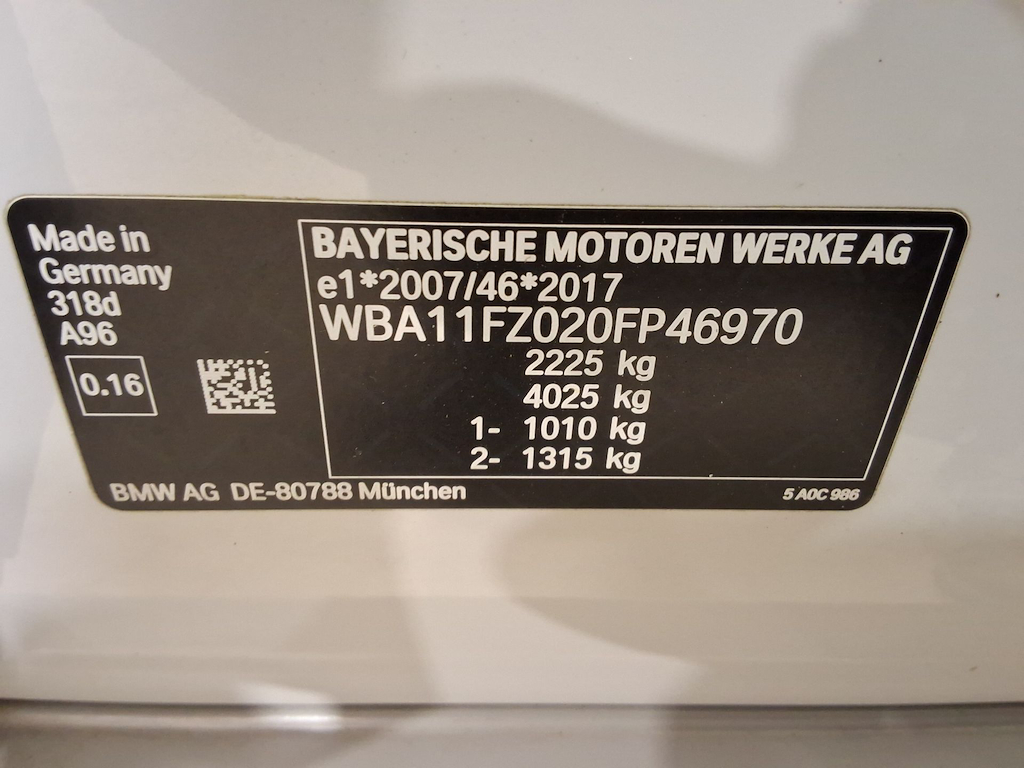 Made in
Germany
318d
A96
0.16
BAYERISCHE MOTOREN WERKE AG
e1*2007/46*2017
WBA11FZ020FP46970
2225 kg
4025 kg
1- 1010 kg
2- 1315 kg
BMW AG DE-80788 München
5 A0C 986